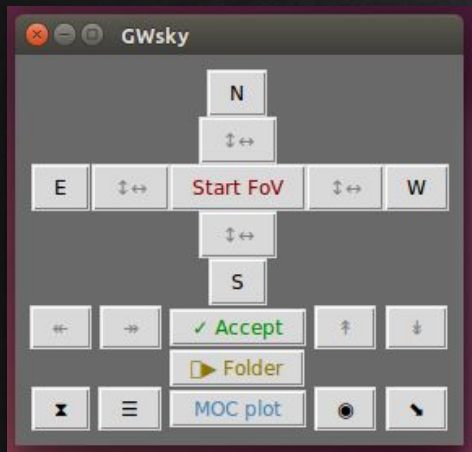 GWsky
N
↕↔
E ↕↔ Start FoV ↕↔ W
↕↔
S
↞ ↠ ✓ Accept ↟ ↡
▶ Folder
⧗ ☰ MOC plot ◉ ⬊